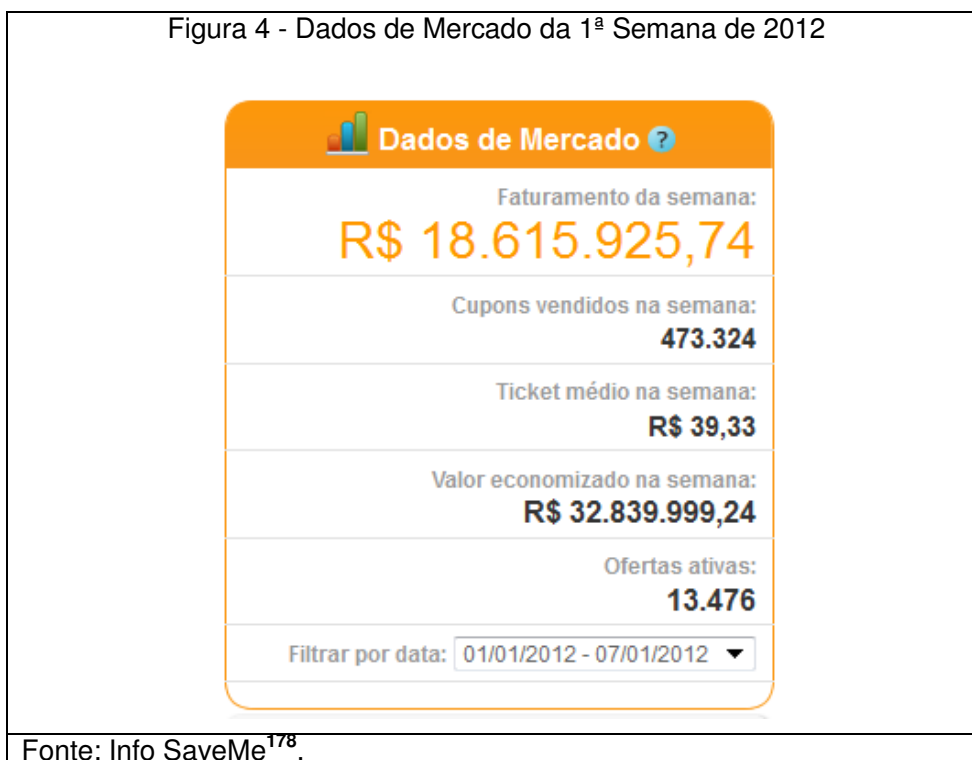 Figura 4 - Dados de Mercado da 1ª Semana de 2012
Dados de Mercado ?
Faturamento da semana:
R$ 18.615.925,74
Cupons vendidos na semana:
473.324
Ticket médio na semana:
R$ 39,33
Valor economizado na semana:
R$ 32.839.999,24
Ofertas ativas:
13.476
Filtrar por data: 01/01/2012 - 07/01/2012
Fonte: Info SaveMe178.